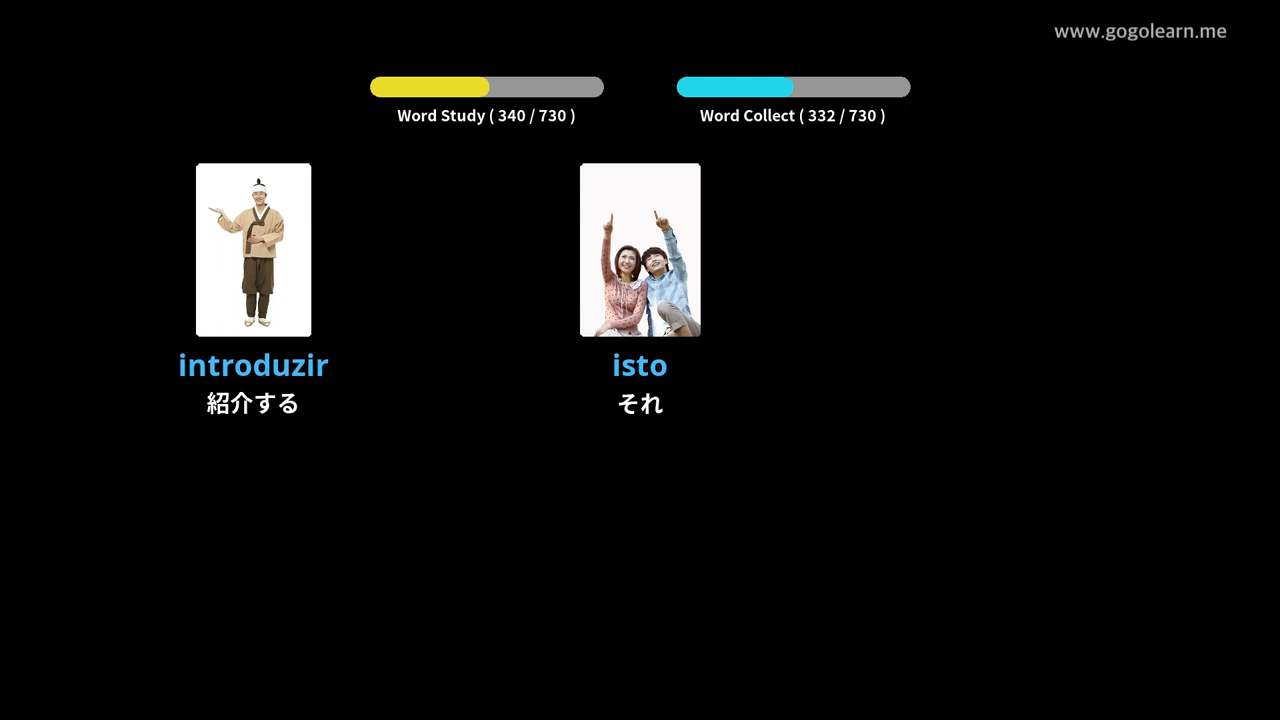 www.gogolearn.me
Word Study ( 340 / 730 )
Word Collect ( 332 / 730 )
introduzir
紹介する
isto
それ